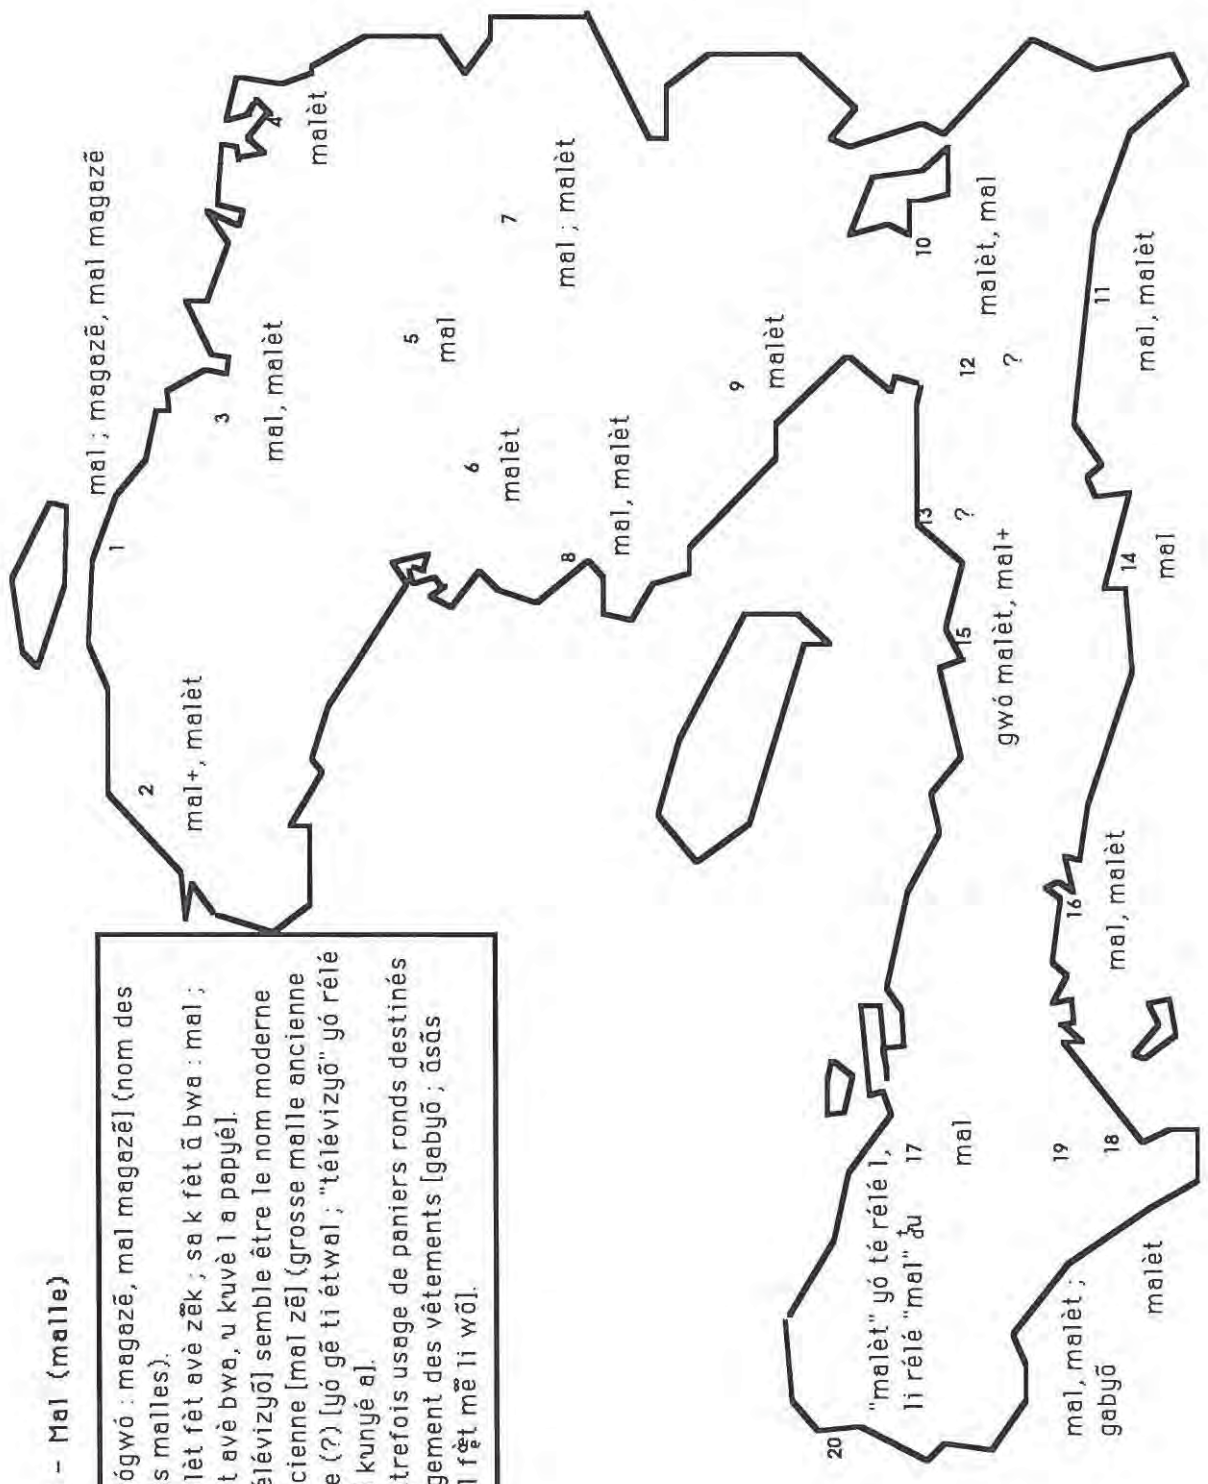 - Mal (malle)
ógwó : magazẽ, mal magazẽ] (nom des
s malles).
lèt fèt avè zẽk ; sa k fèt ã bwa : mal ;
t avè bwa, u kuvè l a papyé].
élévizyõ] semble être le nom moderne
cienne [mal zẽ] (grosse malle ancienne
e (?) [yó gẽ ti étwal ; "télévizyõ" yó rélé
kunyé a].
trefois usage de paniers ronds destinés
gement des vêtements [gabyõ ; ãsãs
l fèt mẽ li wõ].
mal ; magazẽ, mal magazẽ
1
2
mal+, malèt
3
mal, malèt
4
malèt
5
mal
6
malèt
7
mal ; malèt
8
mal, malèt
9
malèt
10
malèt, mal
11
mal, malèt
12
?
13
?
14
mal
15
gwó malèt, mal+
16
mal, malèt
17
mal
18
malèt
19
mal, malèt ;
gabyõ
20
"malèt" yó té rélé l,
li rélé "mal"